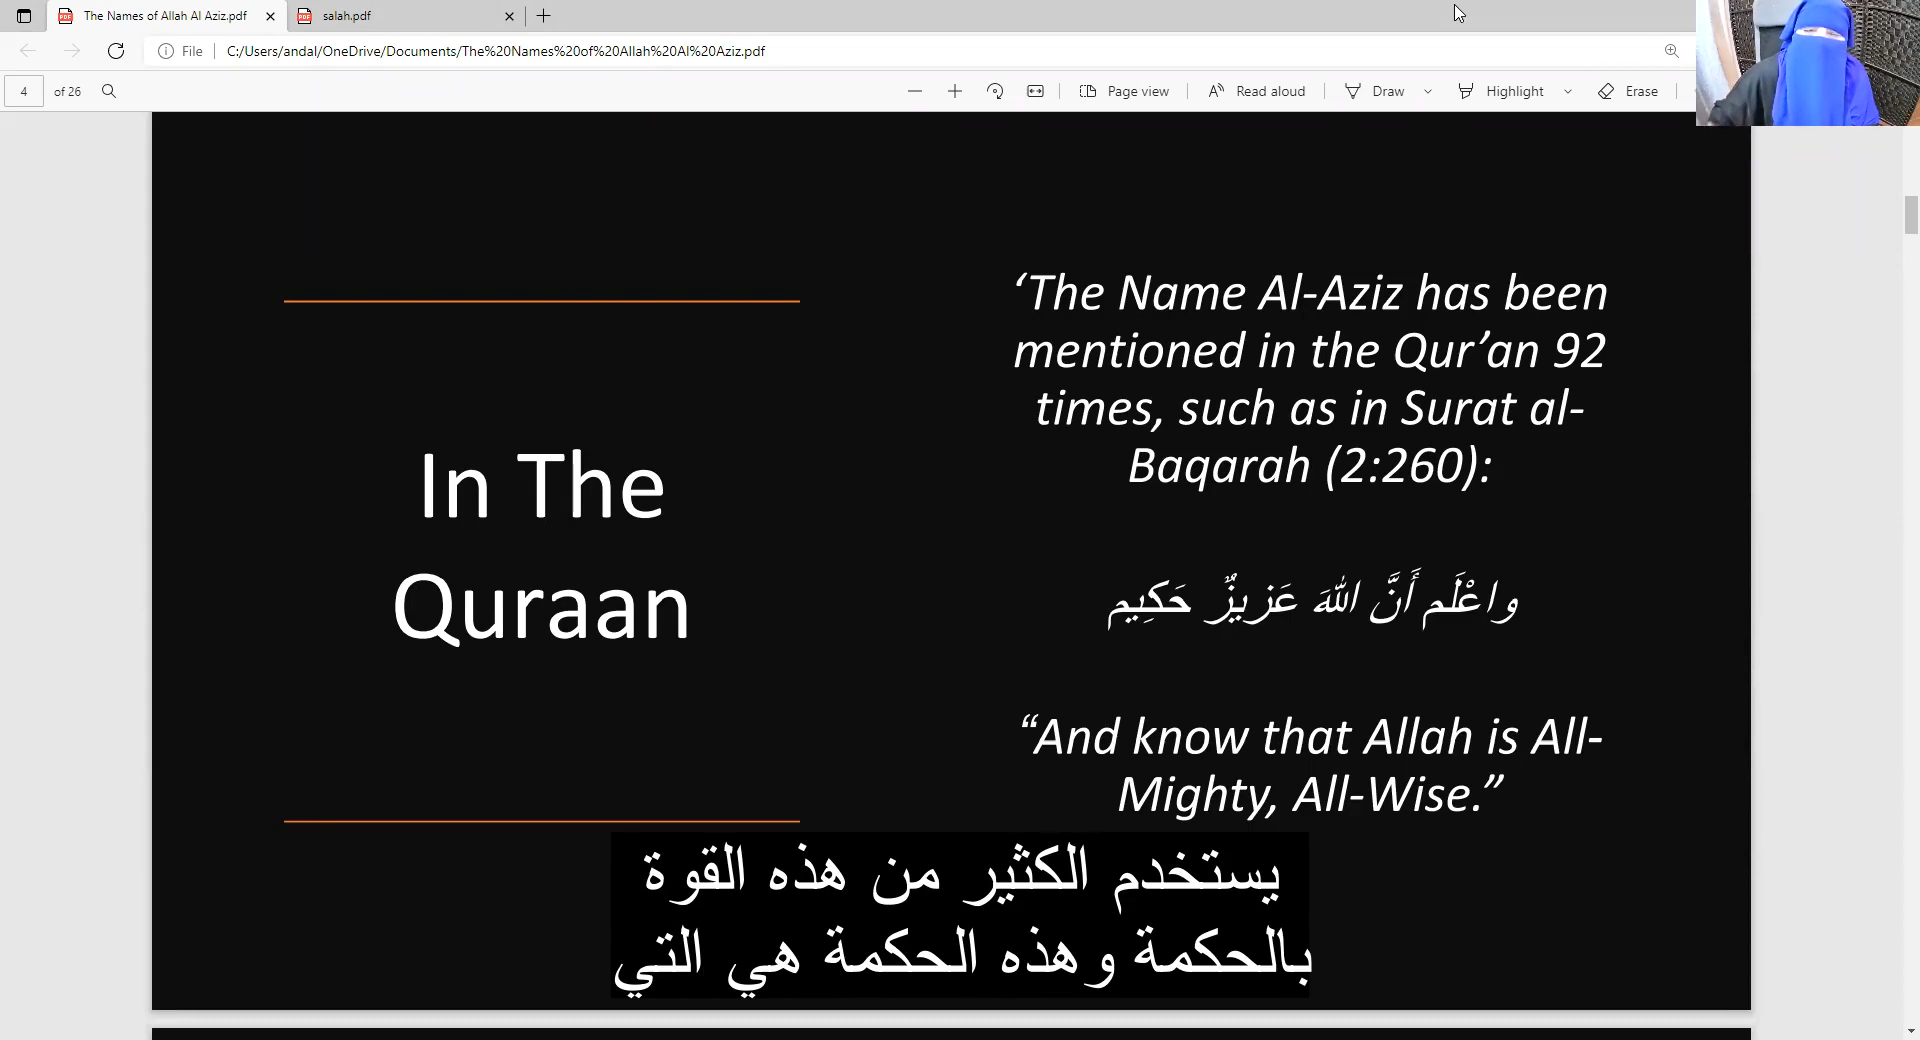 The Names of Allah Al Aziz.pdf
salah.pdf
File
C:/Users/andal/OneDrive/Documents/The%20Names%20of%20Allah%20Al%20Aziz.pdf
4 of 26
Page view
Read aloud
Draw
Highlight
Erase
In The
Quraan
‘The Name Al-Aziz has been
mentioned in the Qur’an 92
times, such as in Surat al-
Baqarah (2:260):
واعْلَم أَنَّ اللهَ عَزيزٌ حَكِيم
“And know that Allah is All-
Mighty, All-Wise.”
يستخدم الكثير من هذه القوة
بالحكمة وهذه الحكمة هي التي